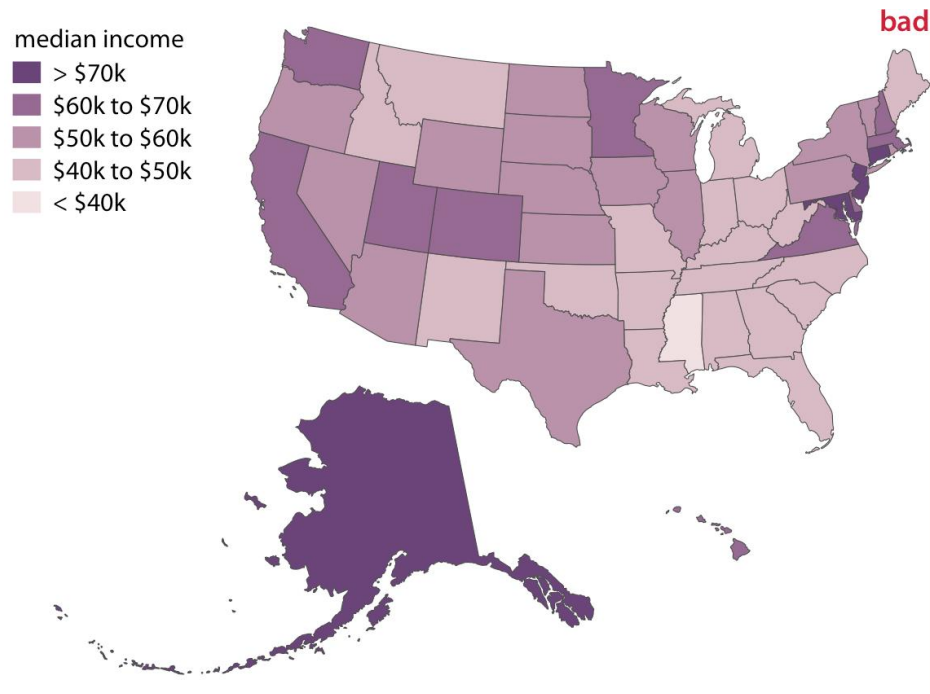 bad
median income
> $70k
$60k to $70k
$50k to $60k
$40k to $50k
< $40k